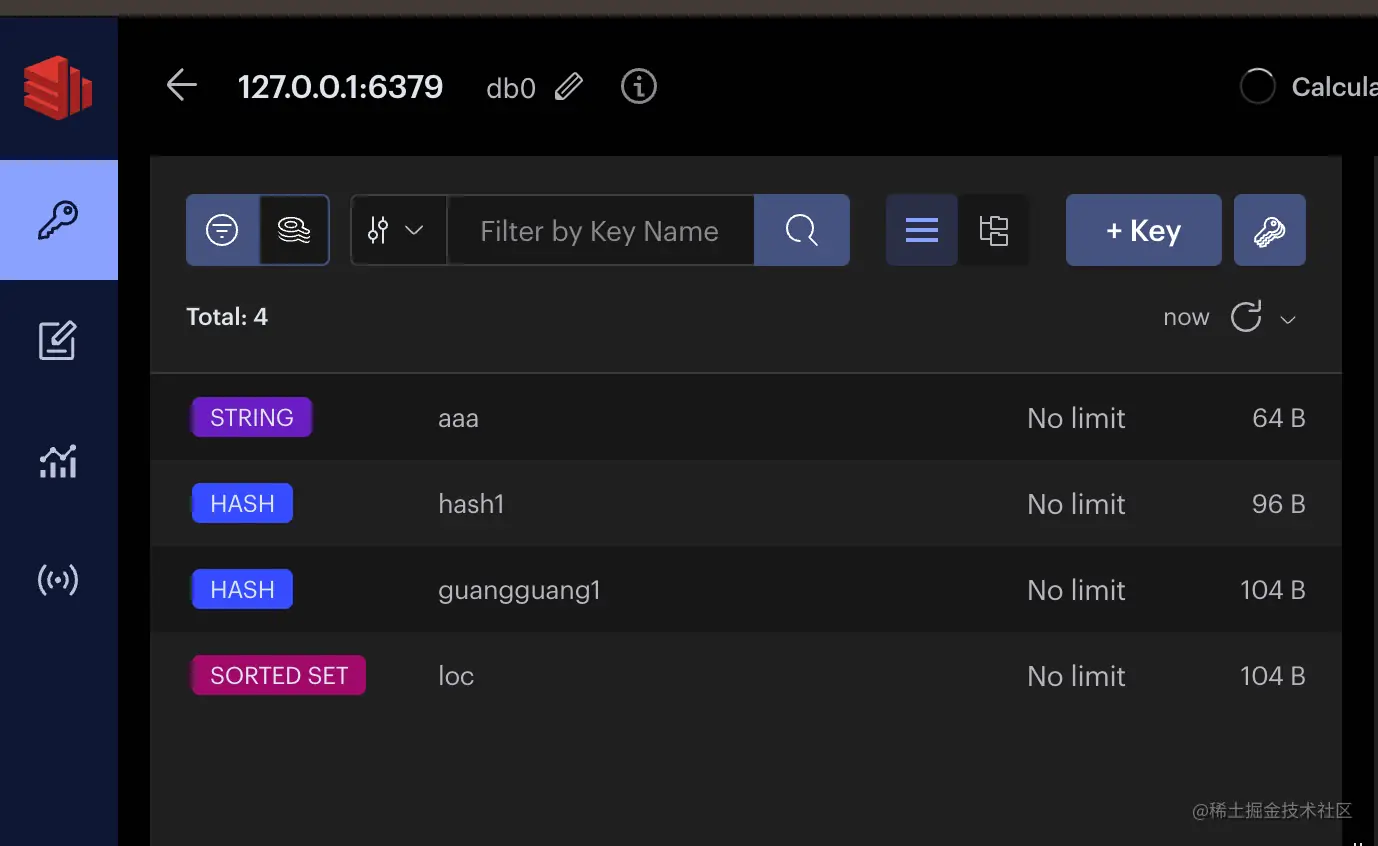 127.0.0.1:6379 db0 Calcula
Filter by Key Name + Key
Total: 4 now
STRING aaa No limit 64 B
HASH hash1 No limit 96 B
HASH guangguang1 No limit 104 B
SORTED SET loc No limit 104 B
@稀土掘金技术社区